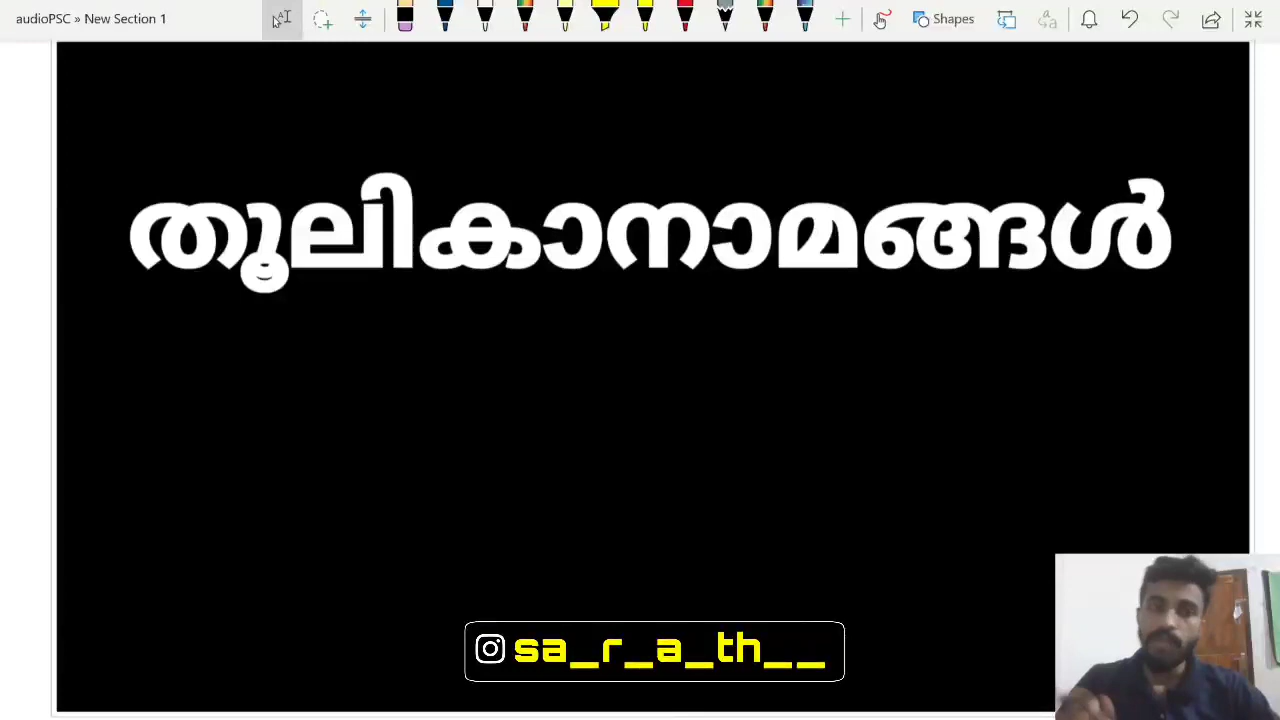 audioPSC » New Section 1
Shapes
തൂലികാനാമങ്ങൾ
sa_r_a_th__